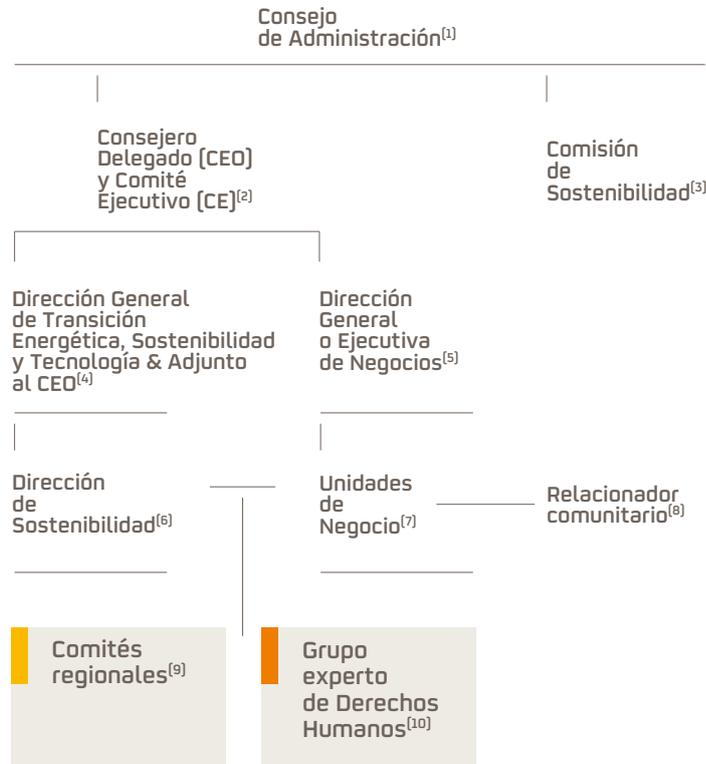 Consejo
de Administración(1)
Consejero
Delegado (CEO)
y Comité
Ejecutivo (CE)(2)
Comisión
de
Sostenibilidad(3)
Dirección General
de Transición
Energética, Sostenibilidad
y Tecnología & Adjunto
al CEO(4)
Dirección
General
o Ejecutiva
de Negocios(5)
Dirección
de
Sostenibilidad(6)
Unidades
de
Negocio(7)
Relacionador
comunitario(8)
Comités
regionales(9)
Grupo
experto
de Derechos
Humanos(10)